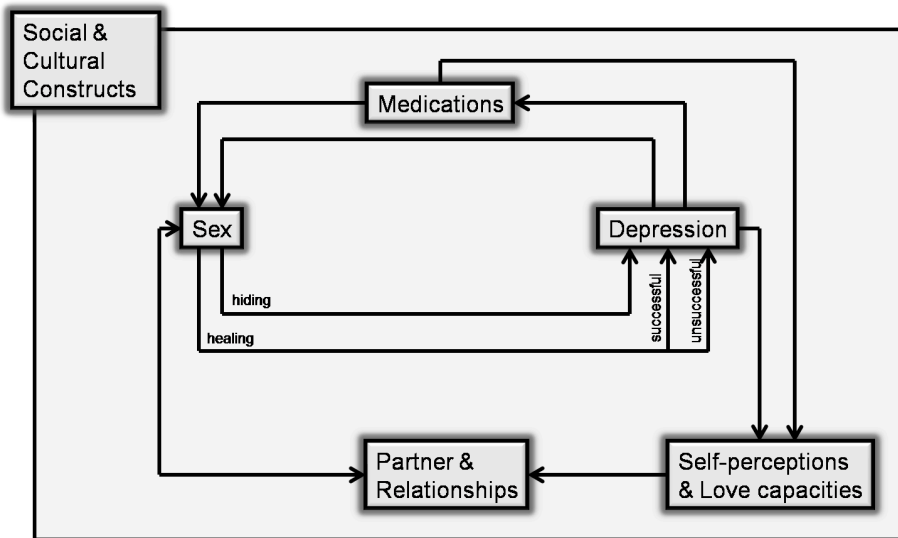 Social &
Cultural
Constructs
Medications
Sex
Depression
hiding
healing
successful
unsuccessful
Partner &
Relationships
Self-perceptions
& Love capacities